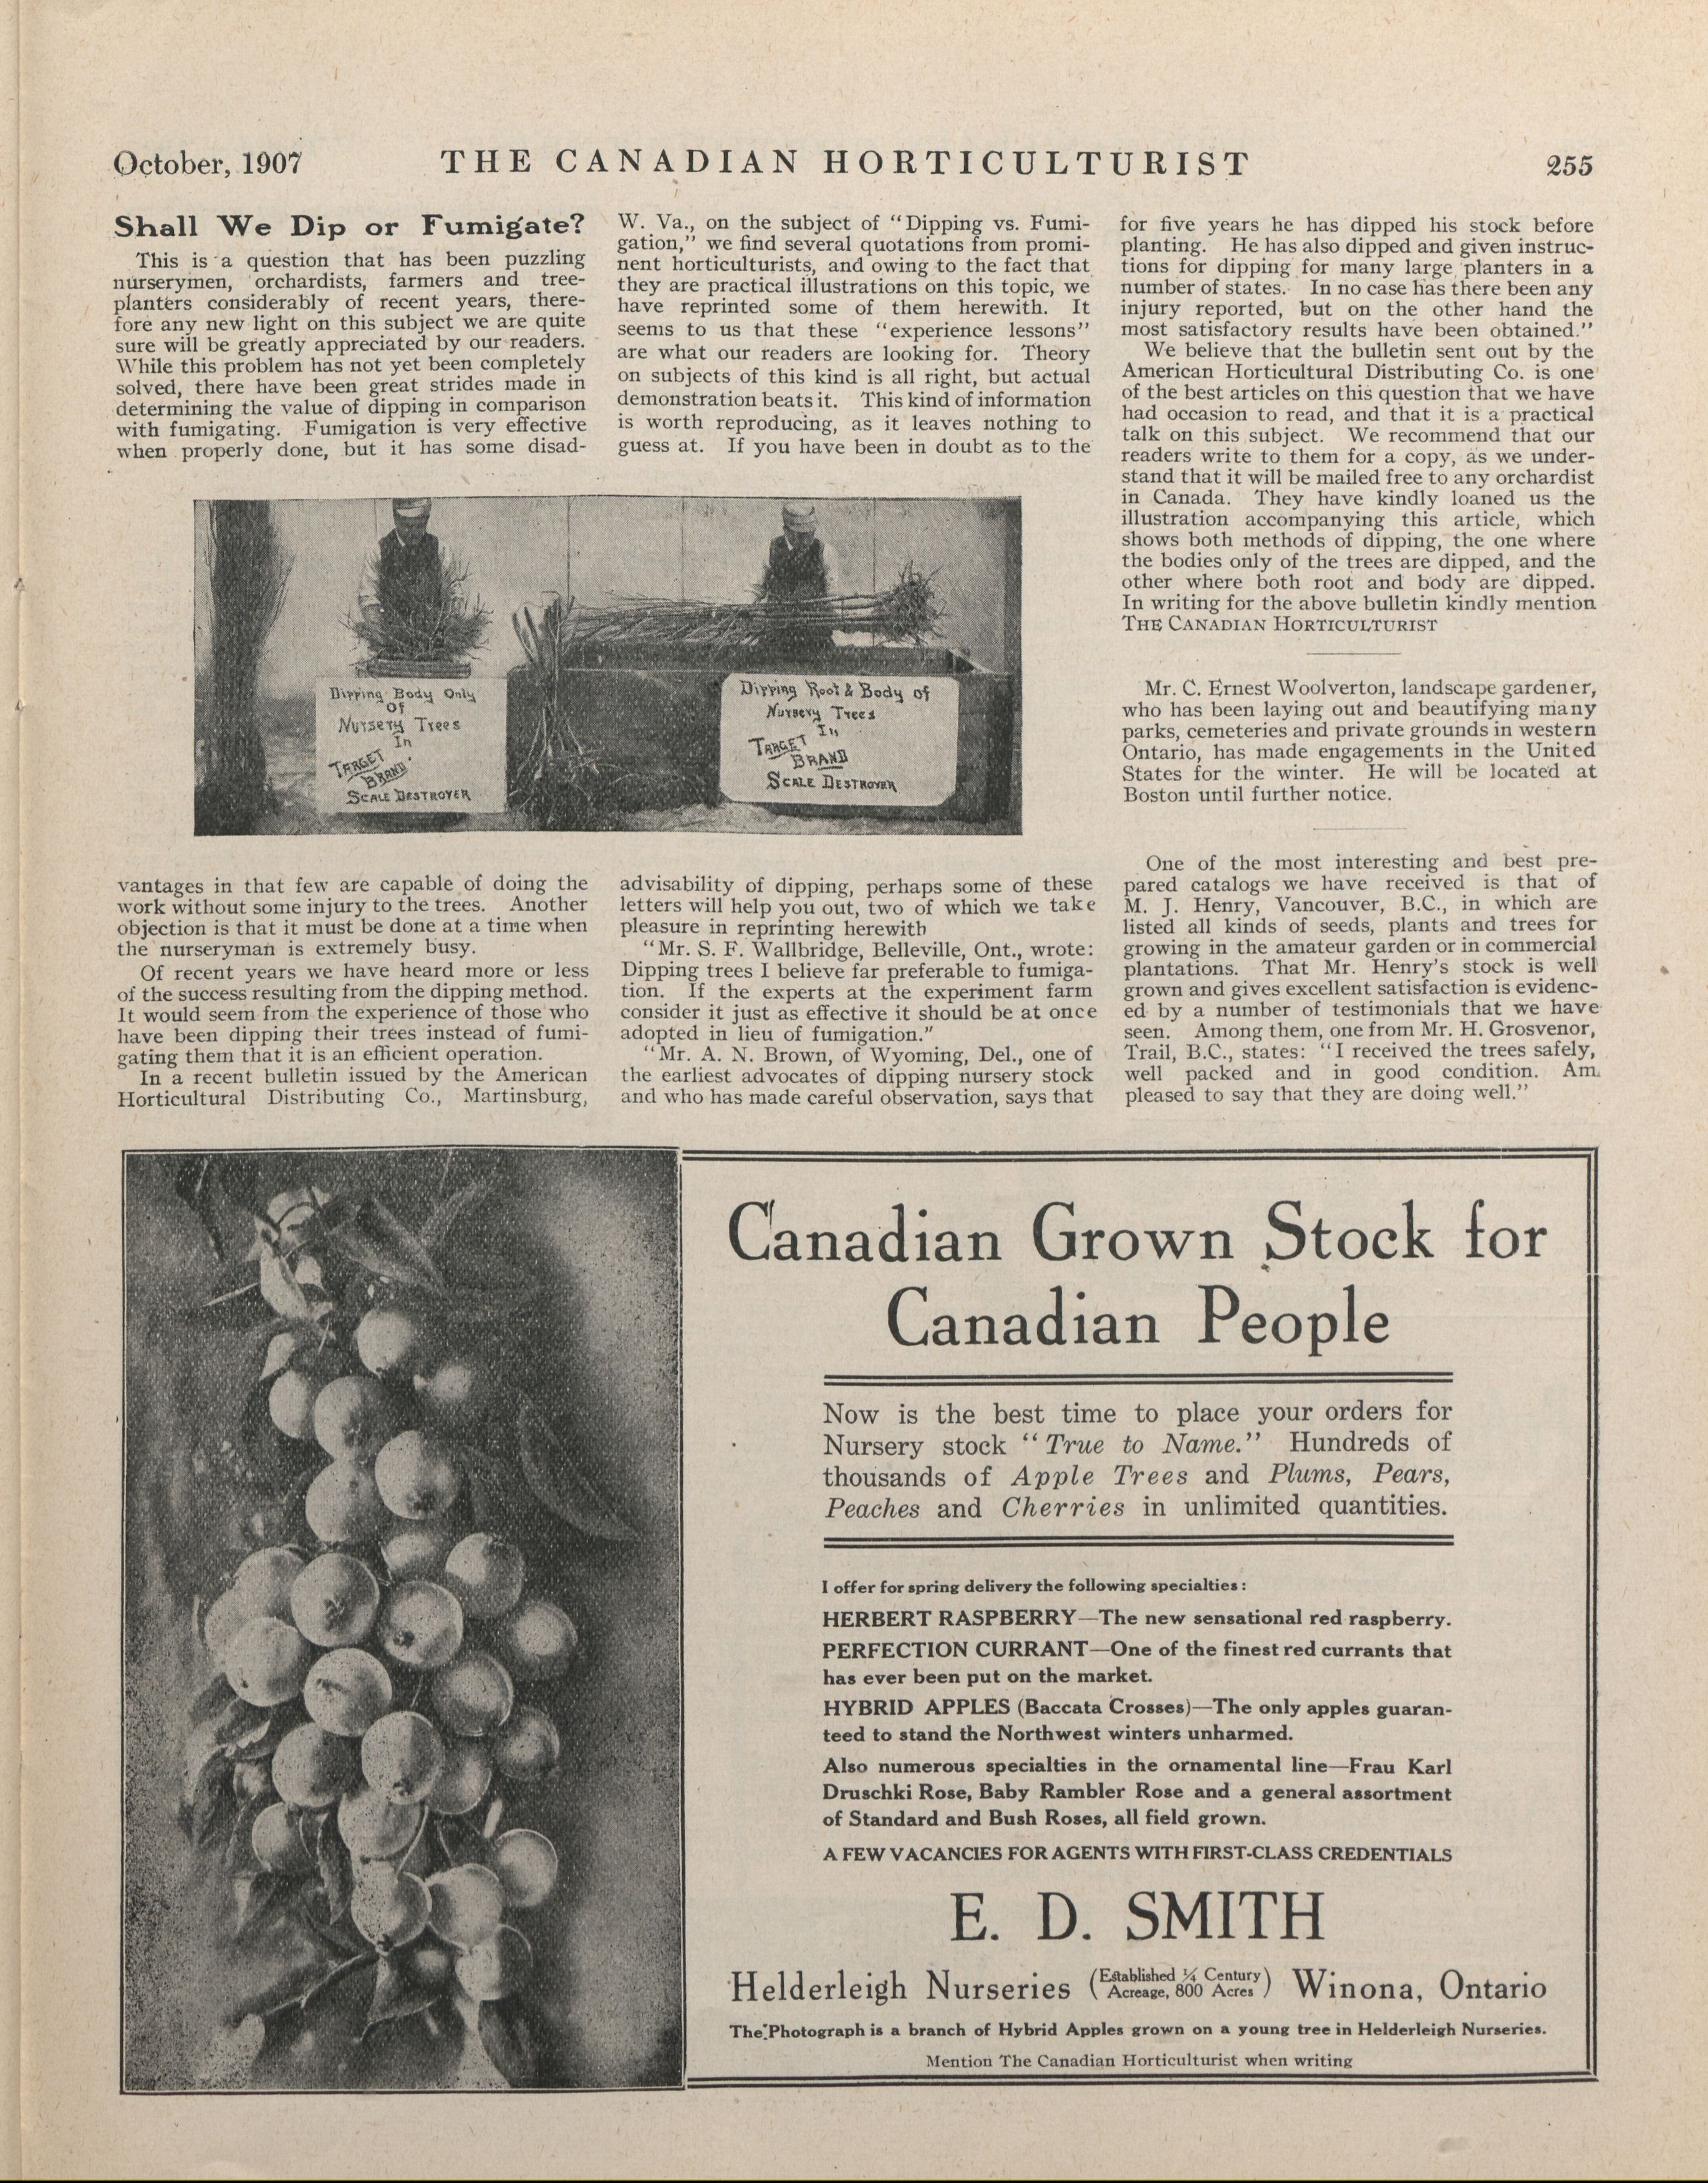 October, 1907
THE CANADIAN HORTICULTURIST
255
Shall We Dip or Fumigate?
This is a question that has been puzzling
nurserymen, orchardists, farmers and tree-
planters considerably of recent years, there-
fore any new light on this subject we are quite
sure will be greatly appreciated by our readers.
While this problem has not yet been completely
solved, there have been great strides made in
determining the value of dipping in comparison
with fumigating. Fumigation is very effective
when properly done, but it has some disad-
vantages in that few are capable of doing the
work without some injury to the trees. Another
objection is that it must be done at a time when
the nurseryman is extremely busy.
Of recent years we have heard more or less
of the success resulting from the dipping method.
It would seem from the experience of those who
have been dipping their trees instead of fumi-
gating them that it is an efficient operation.
In a recent bulletin issued by the American
Horticultural Distributing Co., Martinsburg,
W. Va., on the subject of "Dipping vs. Fumi-
gation," we find several quotations from promi-
nent horticulturists, and owing to the fact that
they are practical illustrations on this topic, we
have reprinted some of them herewith. It
seems to us that these "experience lessons"
are what our readers are looking for. Theory
on subjects of this kind is all right, but actual
demonstration beats it. This kind of information
is worth reproducing, as it leaves nothing to
guess at. If you have been in doubt as to the
advisability of dipping, perhaps some of these
letters will help you out, two of which we take
pleasure in reprinting herewith
"Mr. S. F. Wallbridge, Belleville, Ont., wrote:
Dipping trees I believe far preferable to fumiga-
tion. If the experts at the experiment farm
consider it just as effective it should be at once
adopted in lieu of fumigation."
"Mr. A. N. Brown, of Wyoming, Del., one of
the earliest advocates of dipping nursery stock
and who has made careful observation, says that
for five years he has dipped his stock before
planting. He has also dipped and given instruc-
tions for dipping for many large planters in a
number of states. In no case has there been any
injury reported, but on the other hand the
most satisfactory results have been obtained."
We believe that the bulletin sent out by the
American Horticultural Distributing Co. is one
of the best articles on this question that we have
had occasion to read, and that it is a practical
talk on this subject. We recommend that our
readers write to them for a copy, as we under-
stand that it will be mailed free to any orchardist
in Canada. They have kindly loaned us the
illustration accompanying this article, which
shows both methods of dipping, the one where
the bodies only of the trees are dipped, and the
other where both root and body are dipped.
In writing for the above bulletin kindly mention
THE CANADIAN HORTICULTURIST
Dipping Body Only
Of
Nursery Trees
In
TARGET
BRAND
SCALE DESTROYER
Dipping Root & Body of
Nursery Trees
In
TARGET
BRAND
SCALE DESTROYER
Mr. C. Ernest Woolverton, landscape gardener,
who has been laying out and beautifying many
parks, cemeteries and private grounds in western
Ontario, has made engagements in the United
States for the winter. He will be located at
Boston until further notice.
One of the most interesting and best pre-
pared catalogs we have received is that of
M. J. Henry, Vancouver, B.C., in which are
listed all kinds of seeds, plants and trees for
growing in the amateur garden or in commercial
plantations. That Mr. Henry's stock is well
grown and gives excellent satisfaction is evidenc-
ed by a number of testimonials that we have
seen. Among them, one from Mr. H. Grosvenor,
Trail, B.C., states: "I received the trees safely,
well packed and in good condition. Am
pleased to say that they are doing well."
Canadian Grown Stock for
Canadian People
Now is the best time to place your orders for
Nursery stock "True to Name." Hundreds of
thousands of Apple Trees and Plums, Pears,
Peaches and Cherries in unlimited quantities.
I offer for spring delivery the following specialties:
HERBERT RASPBERRY—The new sensational red raspberry.
PERFECTION CURRANT—One of the finest red currants that
has ever been put on the market.
HYBRID APPLES (Baccata Crosses)—The only apples guaran-
teed to stand the Northwest winters unharmed.
Also numerous specialties in the ornamental line—Frau Karl
Druschki Rose, Baby Rambler Rose and a general assortment
of Standard and Bush Roses, all field grown.
A FEW VACANCIES FOR AGENTS WITH FIRST-CLASS CREDENTIALS
E. D. SMITH
Helderleigh Nurseries (Established ¼ Century Acreage, 800 Acres) Winona, Ontario
The Photograph is a branch of Hybrid Apples grown on a young tree in Helderleigh Nurseries.
Mention The Canadian Horticulturist when writing